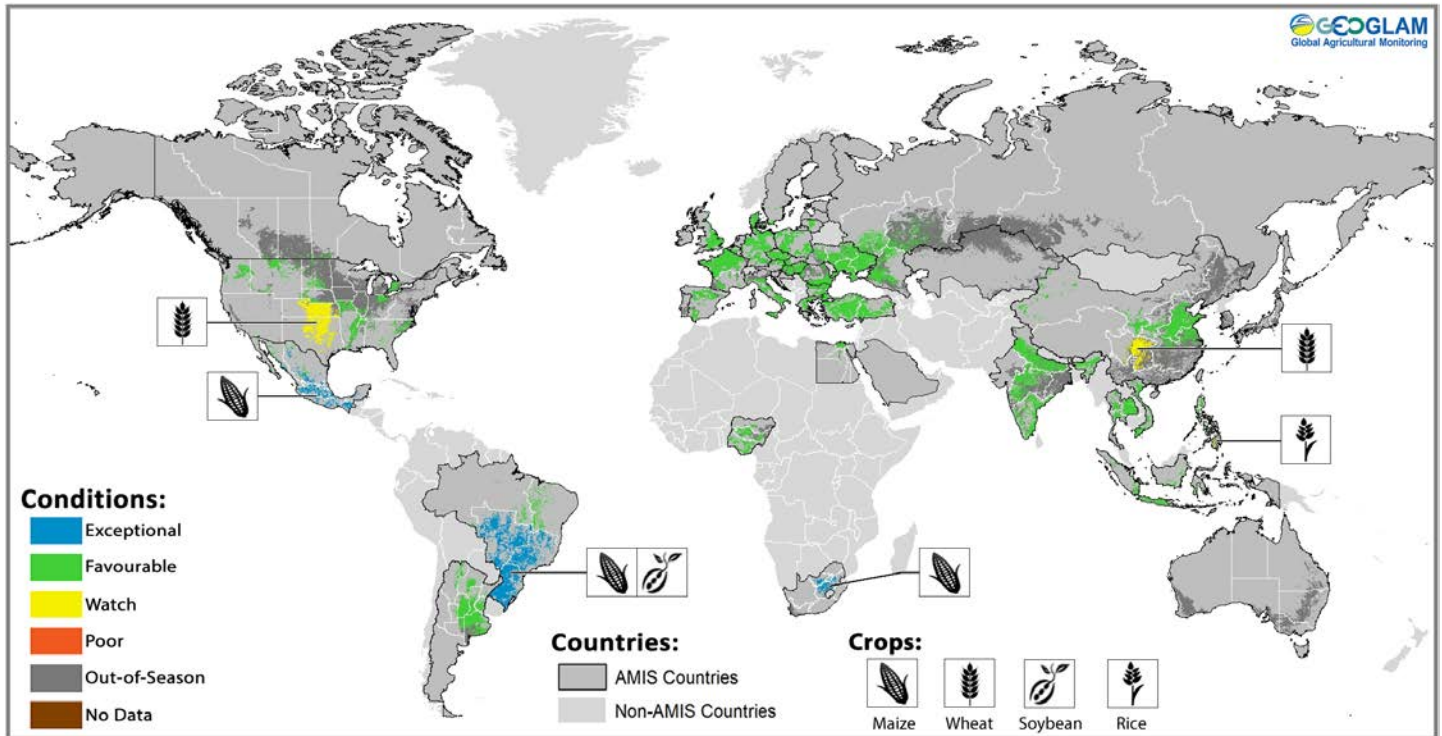 GEOGLAM
Global Agricultural Monitoring
Conditions:
Exceptional
Favourable
Watch
Poor
Out-of-Season
No Data
Countries:
AMIS Countries
Non-AMIS Countries
Crops:
Maize
Wheat
Soybean
Rice